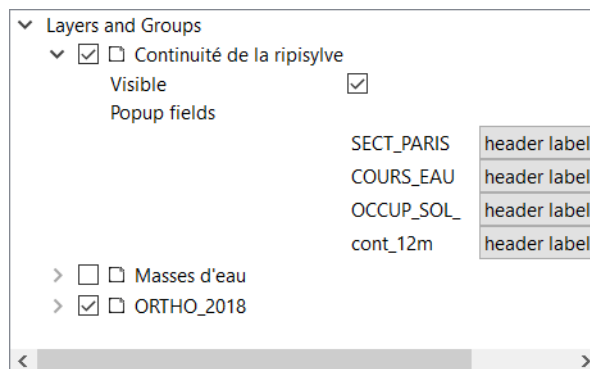 Layers and Groups
Continuité de la ripisylve
Visible
Popup fields
SECT_PARIS header label
COURS_EAU header label
OCCUP_SOL_ header label
cont_12m header label
Masses d'eau
ORTHO_2018